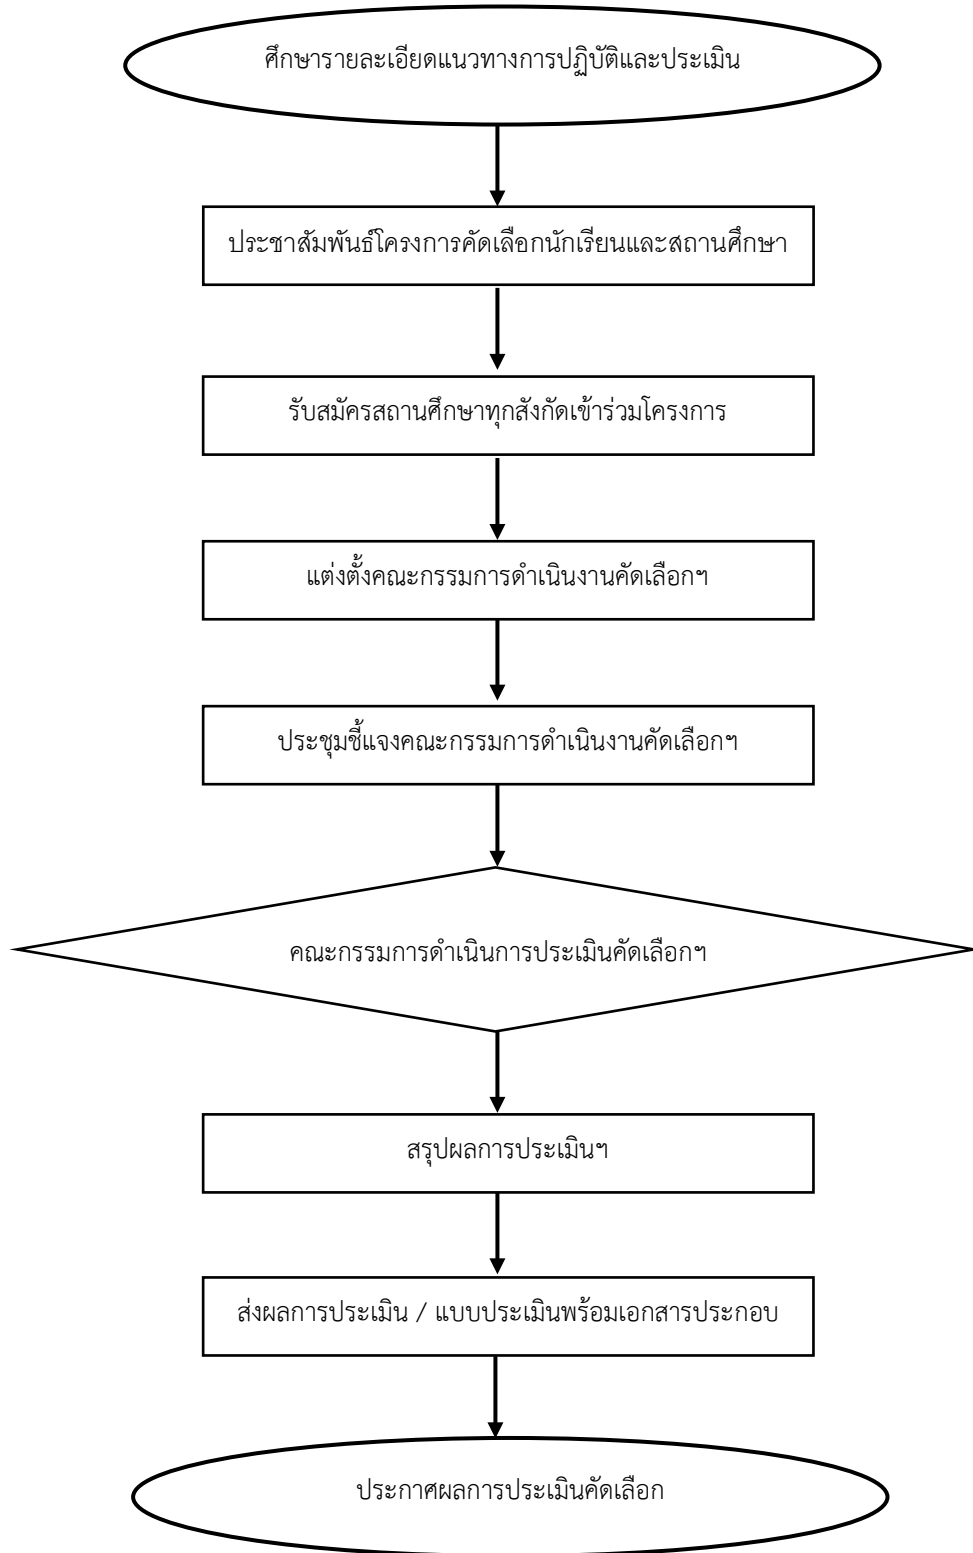 ศึกษารายละเอียดแนวทางการปฏิบัติและประเมิน
ประชาสัมพันธ์โครงการคัดเลือกนักเรียนและสถานศึกษา
รับสมัครสถานศึกษาทุกสังกัดเข้าร่วมโครงการ
แต่งตั้งคณะกรรมการดำเนินงานคัดเลือกฯ
ประชุมชี้แจงคณะกรรมการดำเนินงานคัดเลือกฯ
คณะกรรมการดำเนินการประเมินคัดเลือกฯ
สรุปผลการประเมินฯ
ส่งผลการประเมิน / แบบประเมินพร้อมเอกสารประกอบ
ประกาศผลการประเมินคัดเลือก